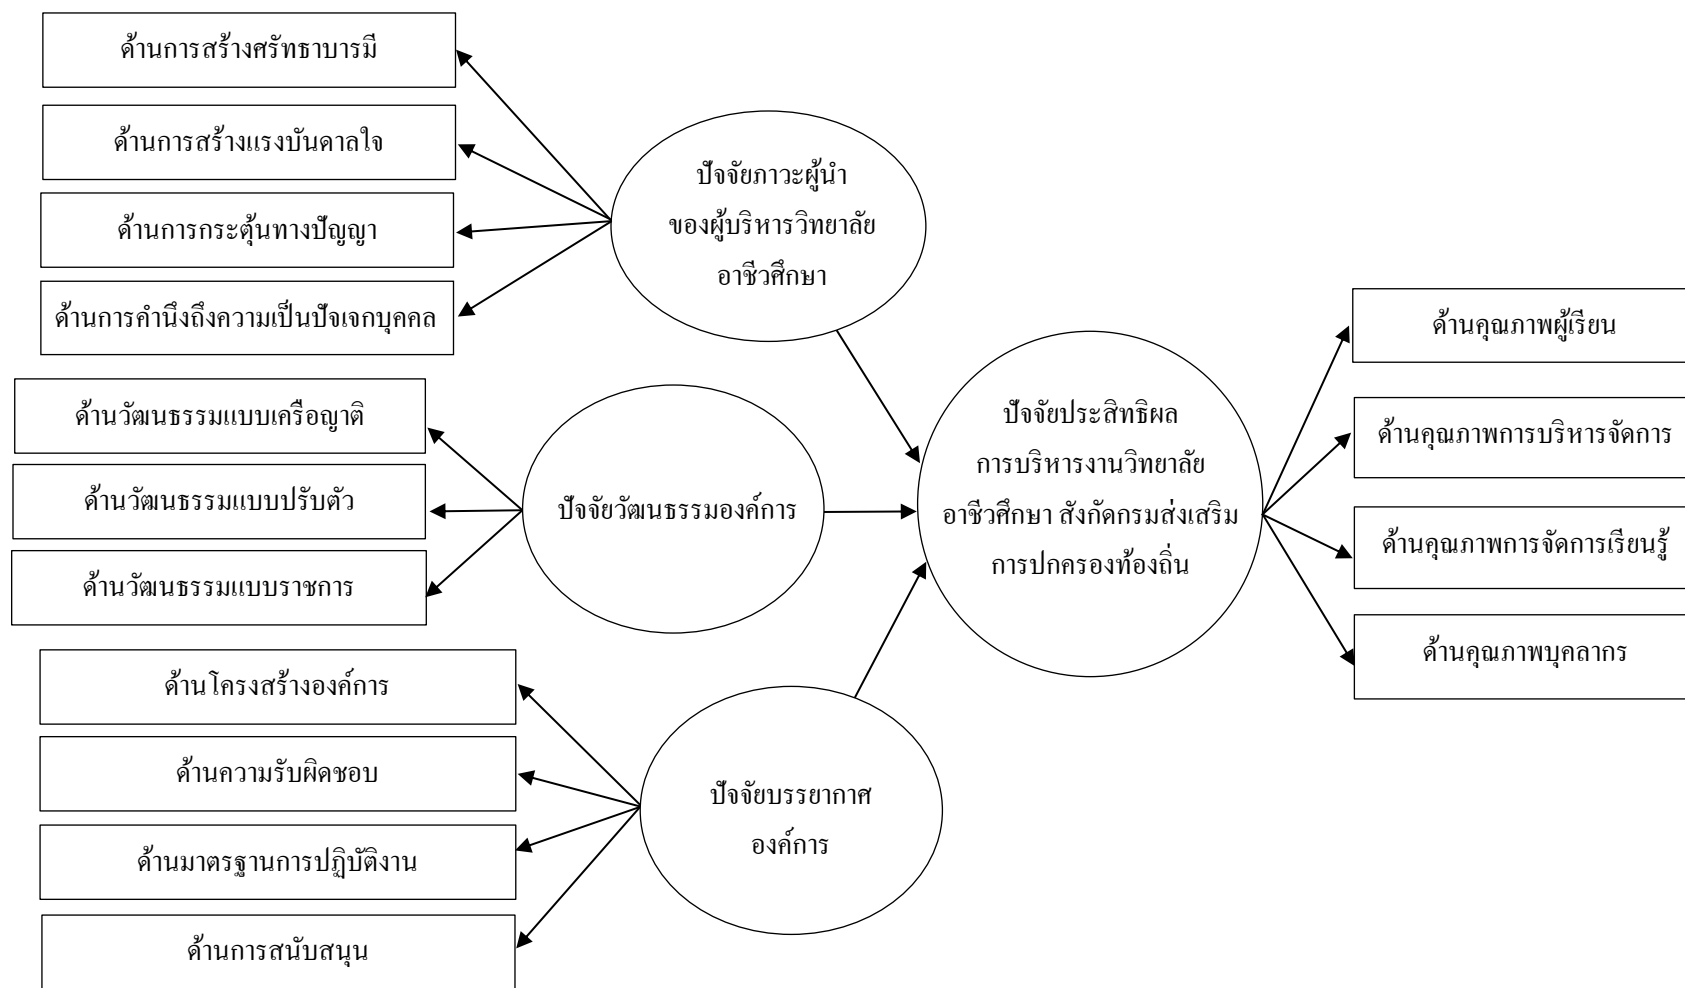 ด้านการสร้างศรัทธาบารมี
ด้านการสร้างแรงบันดาลใจ
ด้านการกระตุ้นทางปัญญา
ด้านการคำนึงถึงความเป็นปัจเจกบุคคล
ปัจจัยภาวะผู้นำ
ของผู้บริหารวิทยาลัย
อาชีวศึกษา
ด้านวัฒนธรรมแบบเครือญาติ
ด้านวัฒนธรรมแบบปรับตัว
ด้านวัฒนธรรมแบบราชการ
ปัจจัยวัฒนธรรมองค์การ
ด้านโครงสร้างองค์การ
ด้านความรับผิดชอบ
ด้านมาตรฐานการปฏิบัติงาน
ด้านการสนับสนุน
ปัจจัยบรรยากาศ
องค์การ
ปัจจัยประสิทธิผล
การบริหารงานวิทยาลัย
อาชีวศึกษา สังกัดกรมส่งเสริม
การปกครองท้องถิ่น
ด้านคุณภาพผู้เรียน
ด้านคุณภาพการบริหารจัดการ
ด้านคุณภาพการจัดการเรียนรู้
ด้านคุณภาพบุคลากร